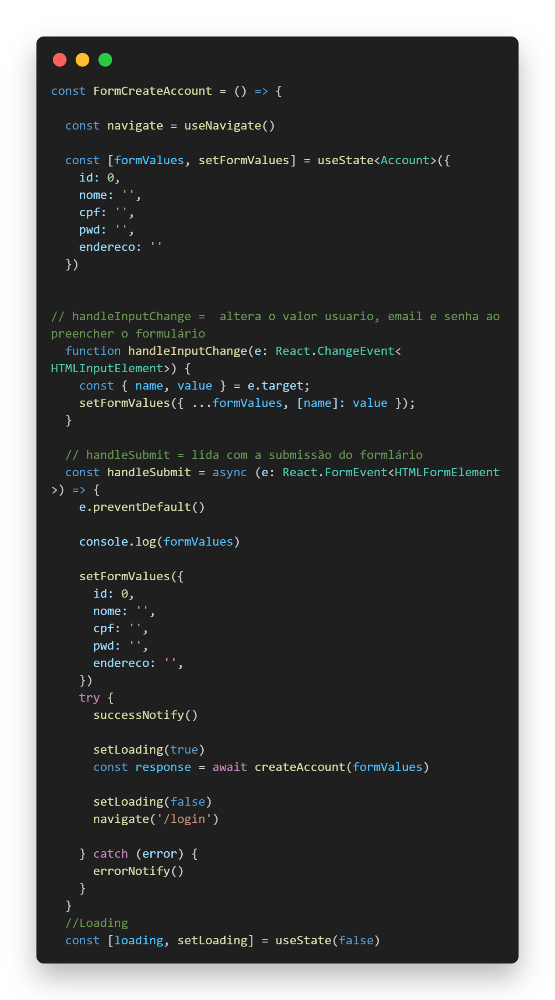 const FormCreateAccount = () => {
const navigate = useNavigate()
const [formValues, setFormValues] = useState<Account>({
id: 0,
nome: '',
cpf: '',
pwd: '',
endereco: ''
})
// handleInputChange =  altera o valor usuario, email e senha ao
preencher o formulário
function handleInputChange(e: React.ChangeEvent<
HTMLInputElement>) {
const { name, value } = e.target;
setFormValues({ ...formValues, [name]: value });
}
// handleSubmit = lida com a submissão do formlário
const handleSubmit = async (e: React.FormEvent<HTMLFormElement
>) => {
e.preventDefault()
console.log(formValues)
setFormValues({
id: 0,
nome: '',
cpf: '',
pwd: '',
endereco: '',
})
try {
successNotify()
setLoading(true)
const response = await createAccount(formValues)
setLoading(false)
navigate('/login')
} catch (error) {
errorNotify()
}
}
//Loading
const [loading, setLoading] = useState(false)